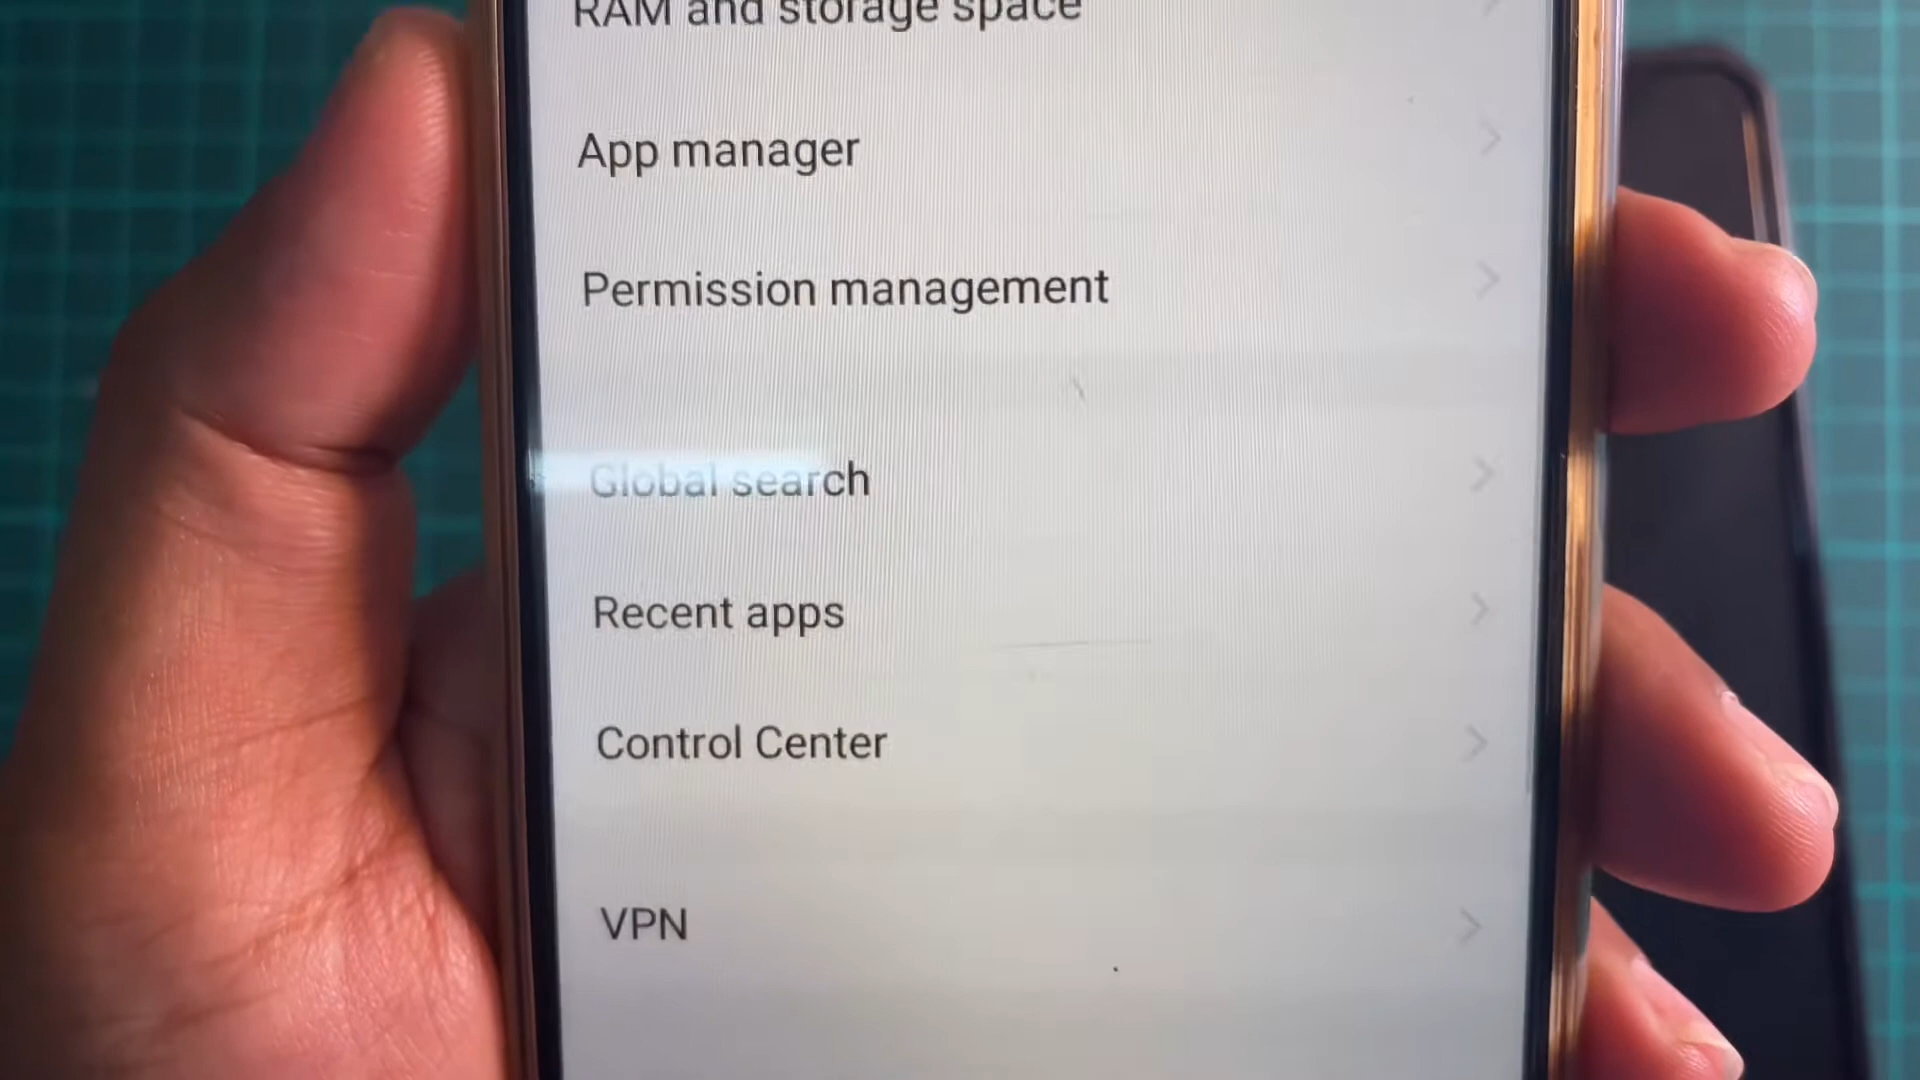 RAM and storage space
App manager
Permission management
Global search
Recent apps
Control Center
VPN